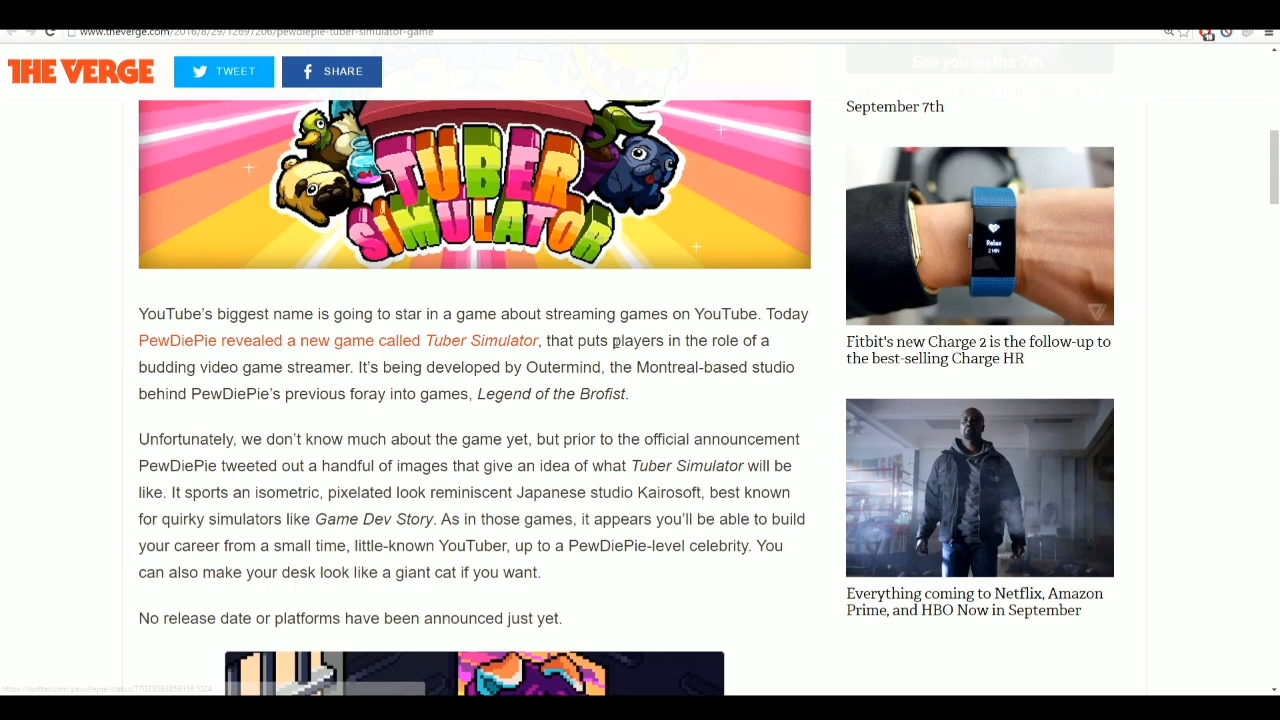 www.theverge.com/2016/8/29/12697206/pewdiepie-tuber-simulator-game
THE VERGE
TWEET
SHARE
See you on the 7th.
September 7th
TUBER
SIMULATOR
Relax
2 MIN
Fitbit's new Charge 2 is the follow-up to
the best-selling Charge HR
YouTube's biggest name is going to star in a game about streaming games on YouTube. Today
PewDiePie revealed a new game called Tuber Simulator, that puts players in the role of a
budding video game streamer. It's being developed by Outermind, the Montreal-based studio
behind PewDiePie's previous foray into games, Legend of the Brofist.
Unfortunately, we don't know much about the game yet, but prior to the official announcement
PewDiePie tweeted out a handful of images that give an idea of what Tuber Simulator will be
like. It sports an isometric, pixelated look reminiscent Japanese studio Kairosoft, best known
for quirky simulators like Game Dev Story. As in those games, it appears you'll be able to build
your career from a small time, little-known YouTuber, up to a PewDiePie-level celebrity. You
can also make your desk look like a giant cat if you want.
No release date or platforms have been announced just yet.
Everything coming to Netflix, Amazon
Prime, and HBO Now in September